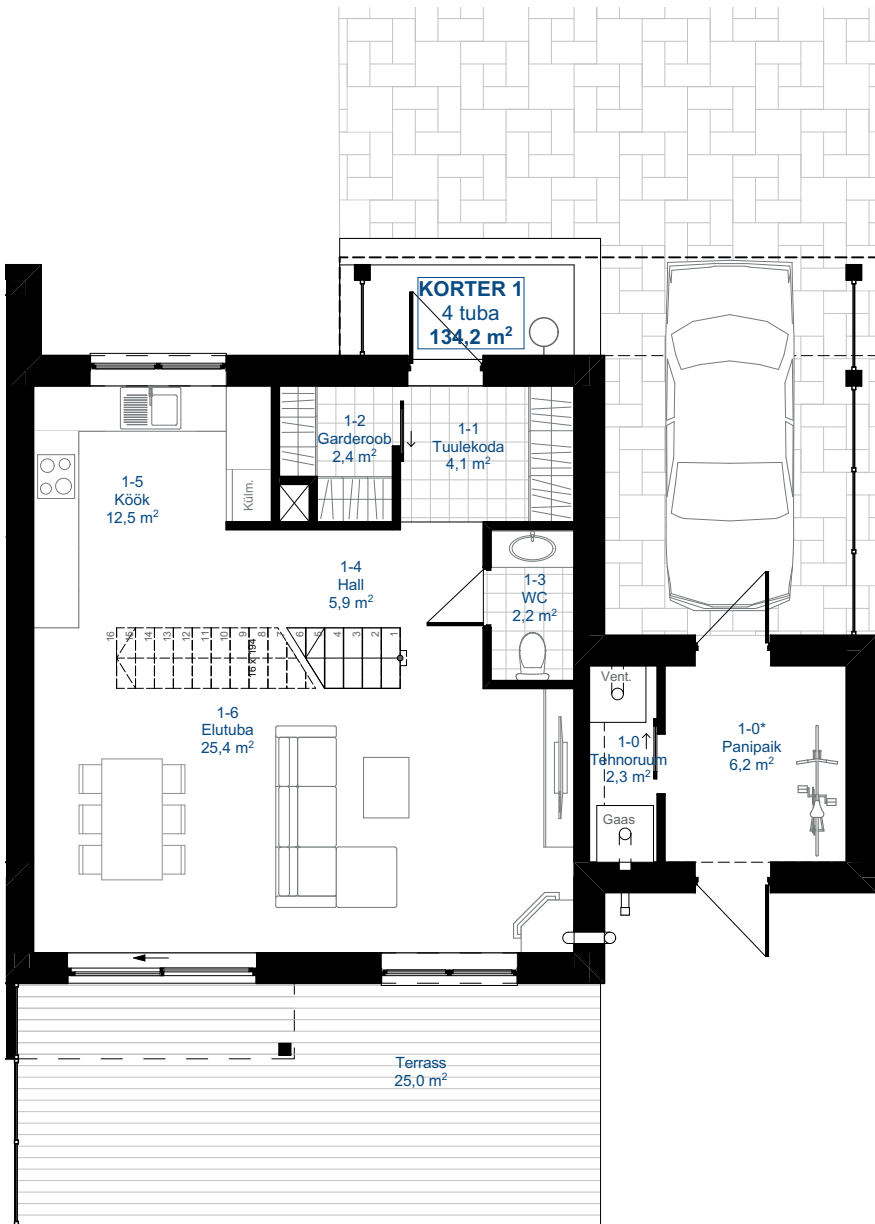 KORTER 1
4 tuba
134,2 m²
1-2
Garderoob
2,4 m²
1-1
Tuulekoda
4,1 m²
1-5
Köök
12,5 m²
Külm.
1-4
Hall
5,9 m²
1-3
WC
2,2 m²
16 15 14 13 12 11 10 9 8 7 6 5 4 3 2 1
16 x 194
1-6
Elutuba
25,4 m²
Vent.
1-0
Tehnoruum
2,3 m²
1-0*
Panipaik
6,2 m²
Gaas
Terrass
25,0 m²